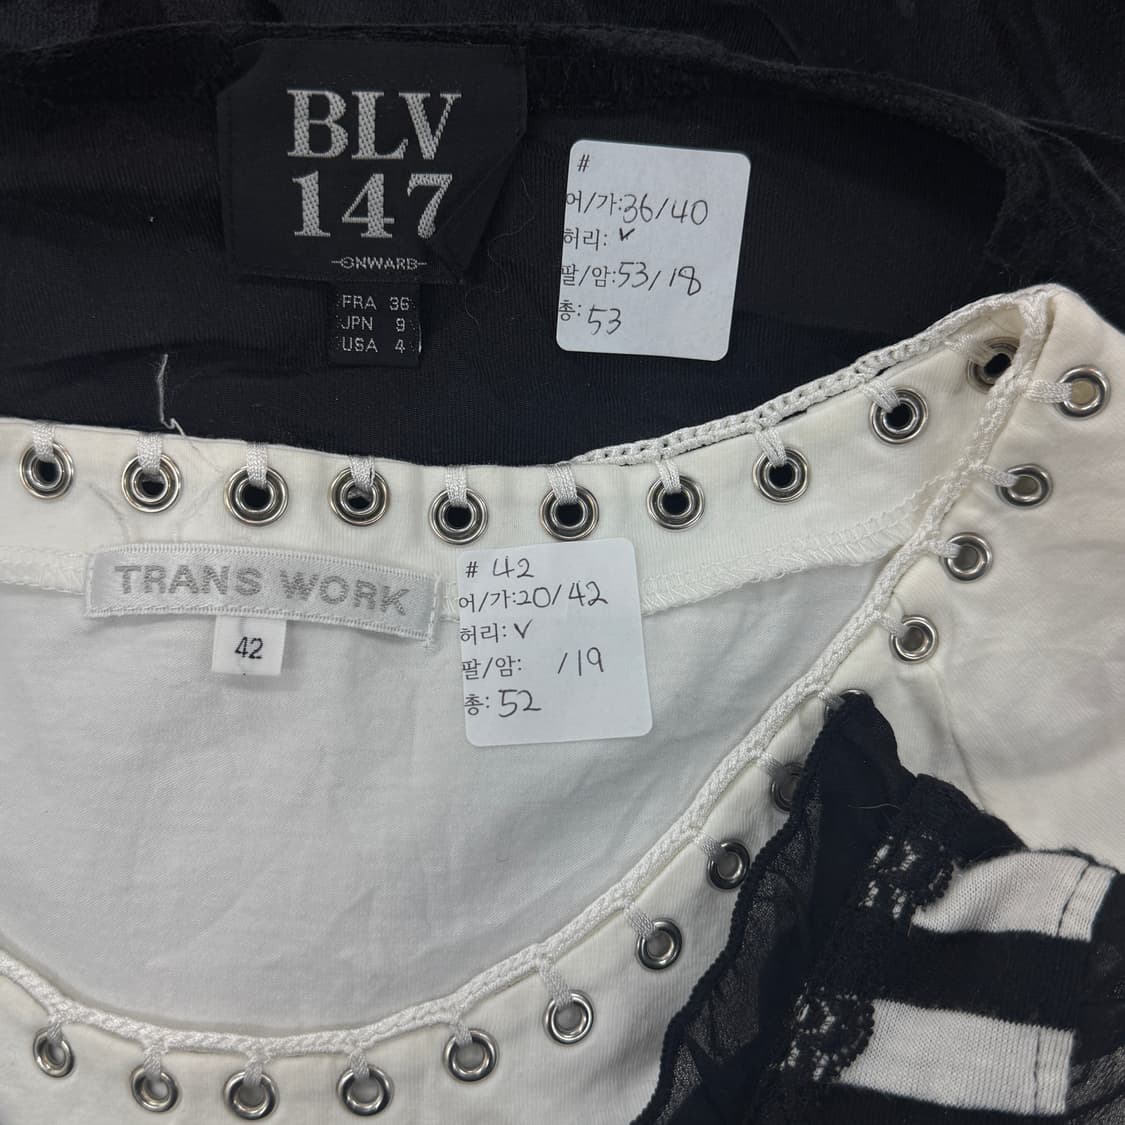 BLV
147
ONWARD
FRA 36
JPN 9
USA 4
#
어/가:36/40
허리: ✓
팔/암:53/18
총: 53
TRANS WORK
42
# 42
어/가:20/42
허리: ✓
팔/암: /19
총: 52